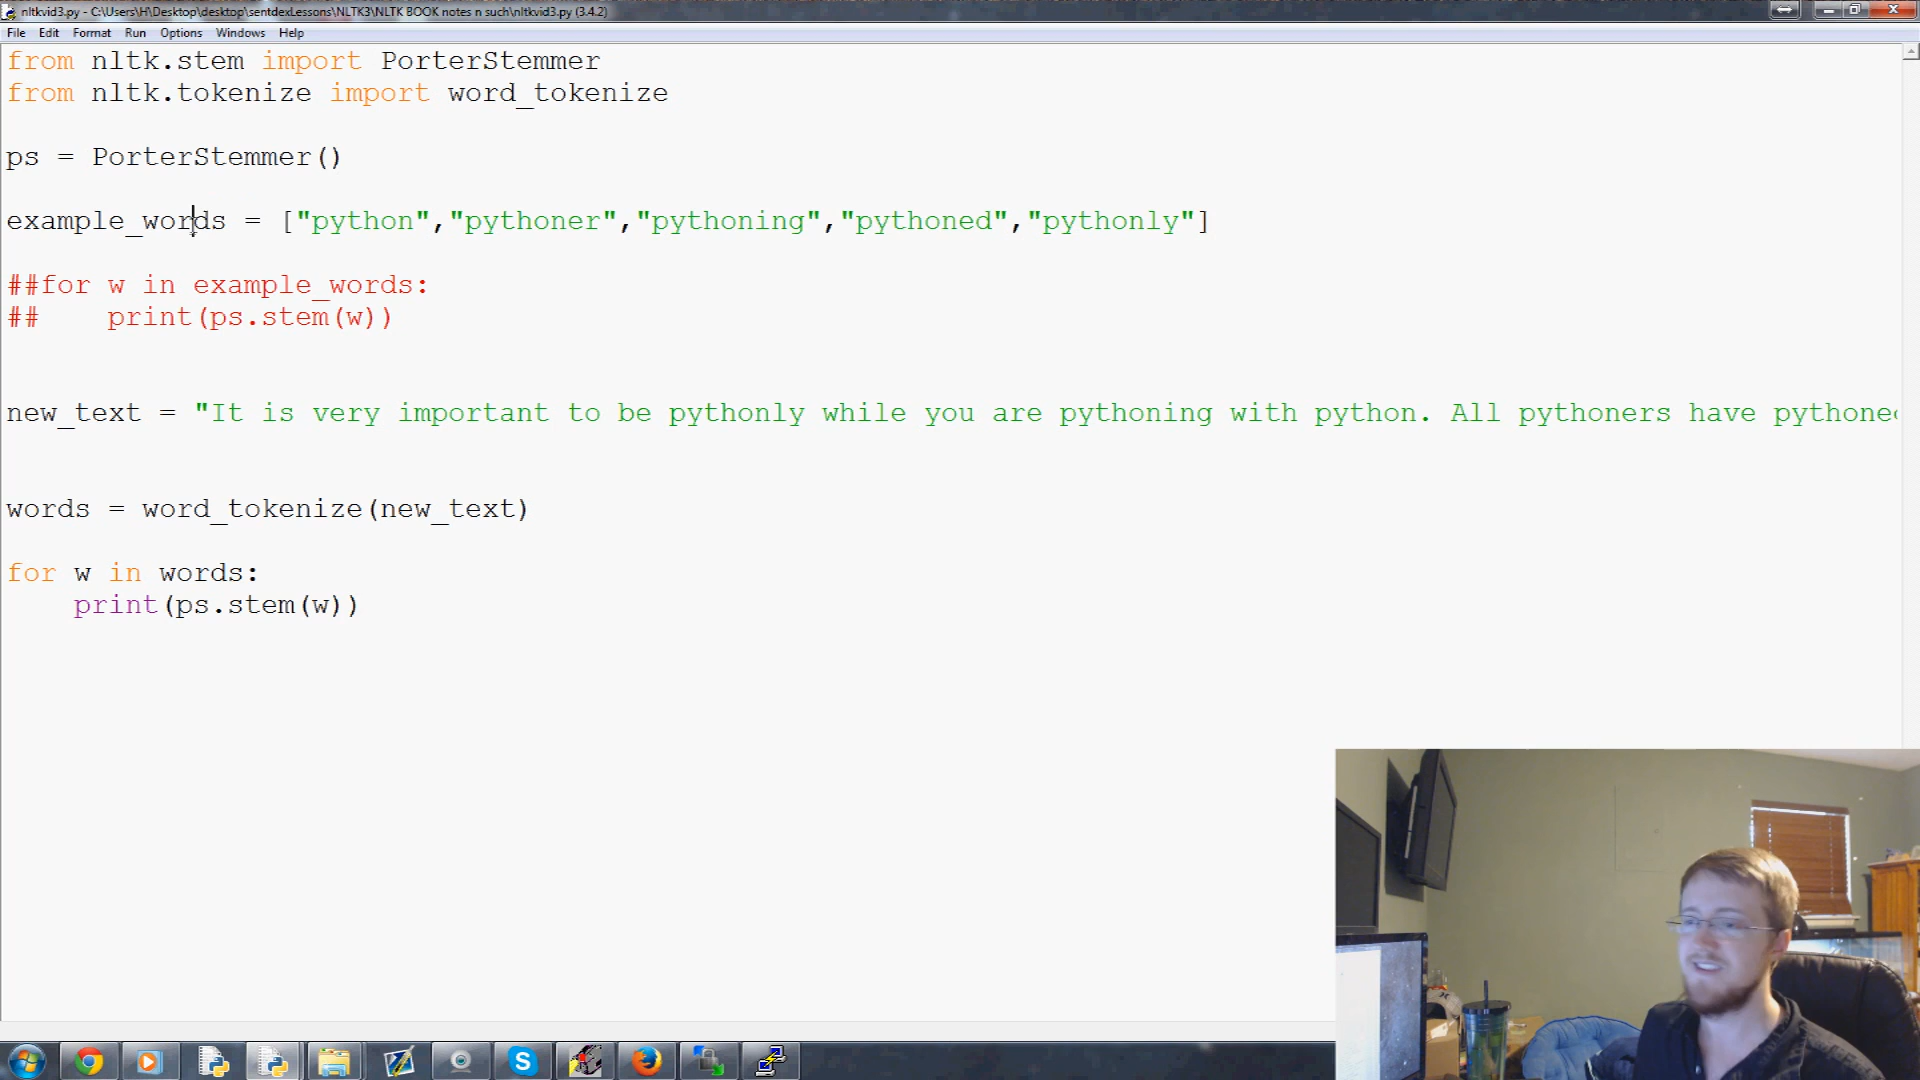 nltkvid3.py - C:\Users\H\Desktop\desktop\sentdexLessons\NLTK3\NLTK BOOK notes n such\nltkvid3.py (3.4.2)
File Edit Format Run Options Windows Help
from nltk.stem import PorterStemmer
from nltk.tokenize import word_tokenize
ps = PorterStemmer()
example_words = ["python","pythoner","pythoning","pythoned","pythonly"]
##for w in example_words:
##    print(ps.stem(w))
new_text = "It is very important to be pythonly while you are pythoning with python. All pythoners have pythoned
words = word_tokenize(new_text)
for w in words:
    print(ps.stem(w))